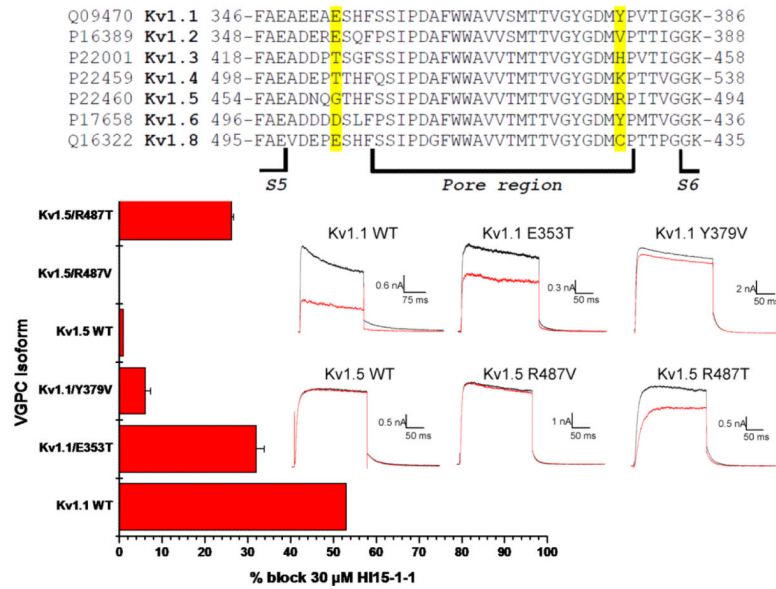 Q09470 Kv1.1 346-FAEAEEAESHFSSIPDAFWWAVVSMTTVGYGDMYPVTIGGK-386
P16389 Kv1.2 348-FAEADERESQFPSIPDAFWWAVVSMTTVGYGDMVPTTIGGK-388
P22001 Kv1.3 418-FAEADDPTSGFSSIPDAFWWAVVTMTTVGYGDMHPVTIGGK-458
P22459 Kv1.4 498-FAEADEPTTHFQSIPDAFWWAVVTMTTVGYGDMKPITVGGK-538
P22460 Kv1.5 454-FAEADNQGTHFSSIPDAFWWAVVTMTTVGYGDMRPITVGGK-494
P17658 Kv1.6 496-FAEADDDDSLFPSIPDAFWWAVVTMTTVGYGDMYPMTVGGK-436
Q16322 Kv1.8 495-FAEVDEPESHFSSIPDGFWWAVVTMTTVGYGDMCPTTPGGK-435
S5 Pore region S6
VGPC Isoform
Kv1.5/R487T
Kv1.5/R487V
Kv1.5 WT
Kv1.1/Y379V
Kv1.1/E353T
Kv1.1 WT
0 10 20 30 40 50 60 70 80 90 100
% block 30 µM HI15-1-1
Kv1.1 WT
0.6 nA
75 ms
Kv1.1 E353T
0.3 nA
50 ms
Kv1.1 Y379V
2 nA
50 ms
Kv1.5 WT
0.5 nA
50 ms
Kv1.5 R487V
1 nA
50 ms
Kv1.5 R487T
0.5 nA
50 ms